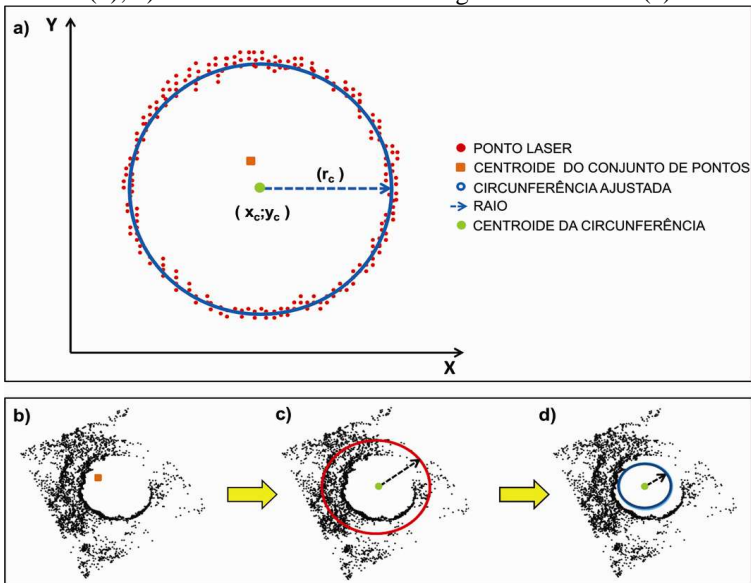 a)
Y
(r_c)
(x_c;y_c)
X
PONTO LASER
CENTROIDE DO CONJUNTO DE PONTOS
CIRCUNFERÊNCIA AJUSTADA
RAIO
CENTROIDE DA CIRCUNFERÊNCIA
b) c) d)